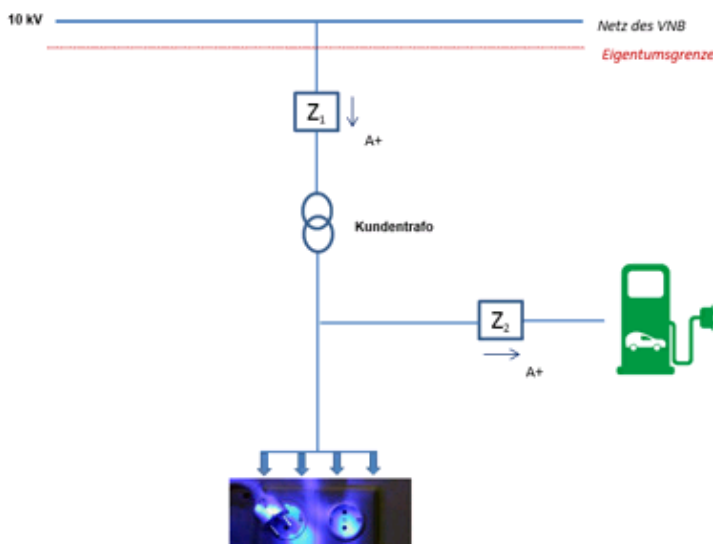 10 kV
Netz des VNB
Eigentumsgrenze
Z1
A+
Kundentrafo
Z2
A+